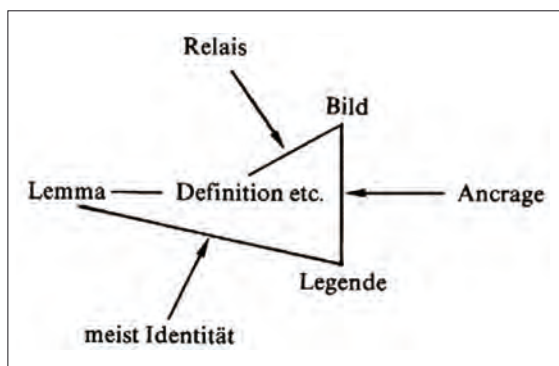 Relais
Bild
Lemma
Definition etc.
Ancrage
Legende
meist Identität